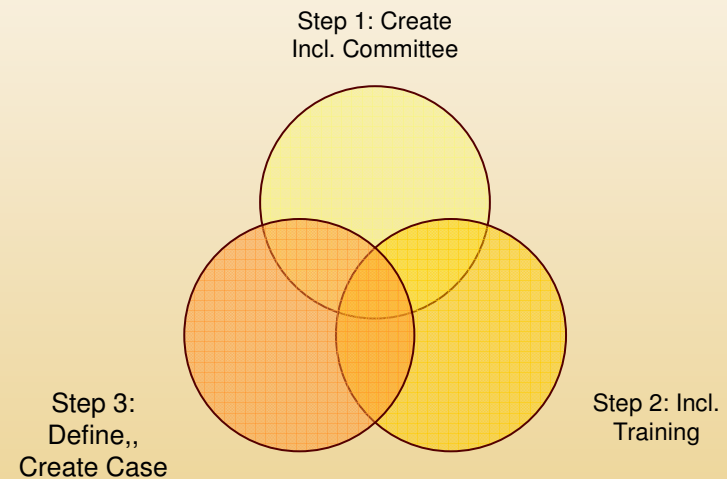 Step 1: Create
Incl. Committee
Step 2: Incl.
Training
Step 3:
Define,,
Create Case